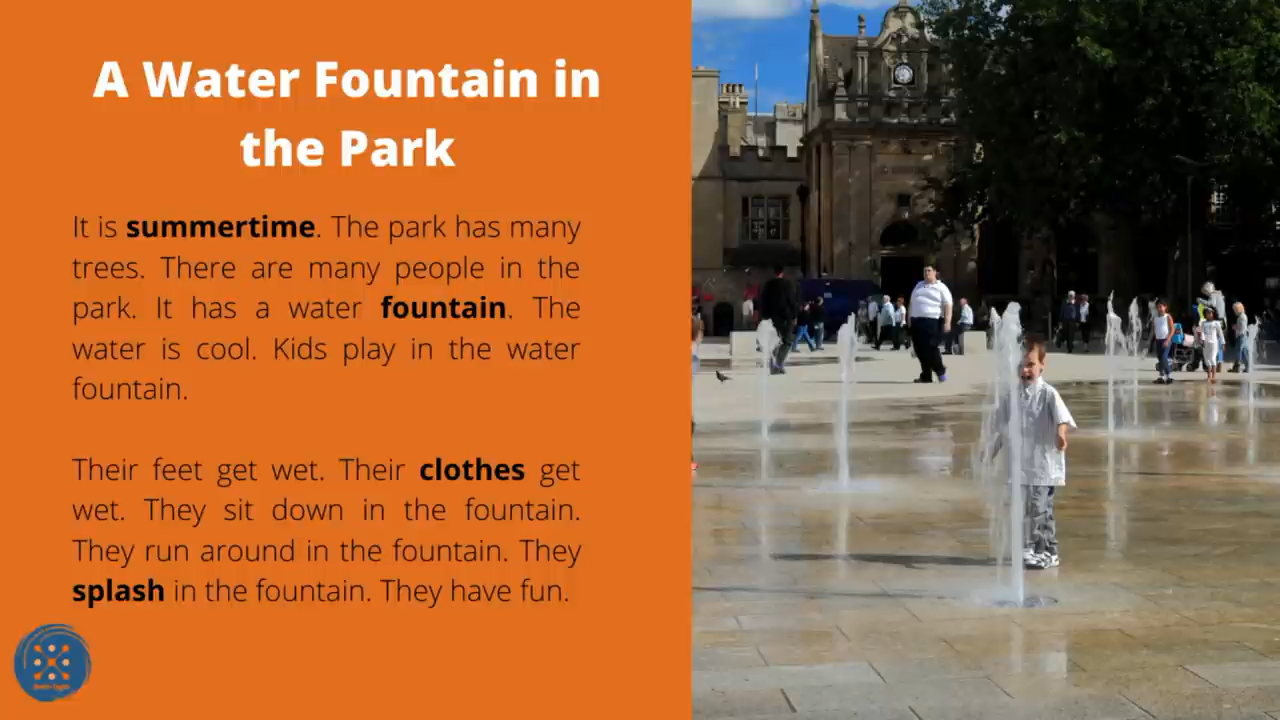 A Water Fountain in
the Park
It is summertime. The park has many
trees. There are many people in the
park. It has a water fountain. The
water is cool. Kids play in the water
fountain.
Their feet get wet. Their clothes get
wet. They sit down in the fountain.
They run around in the fountain. They
splash in the fountain. They have fun.